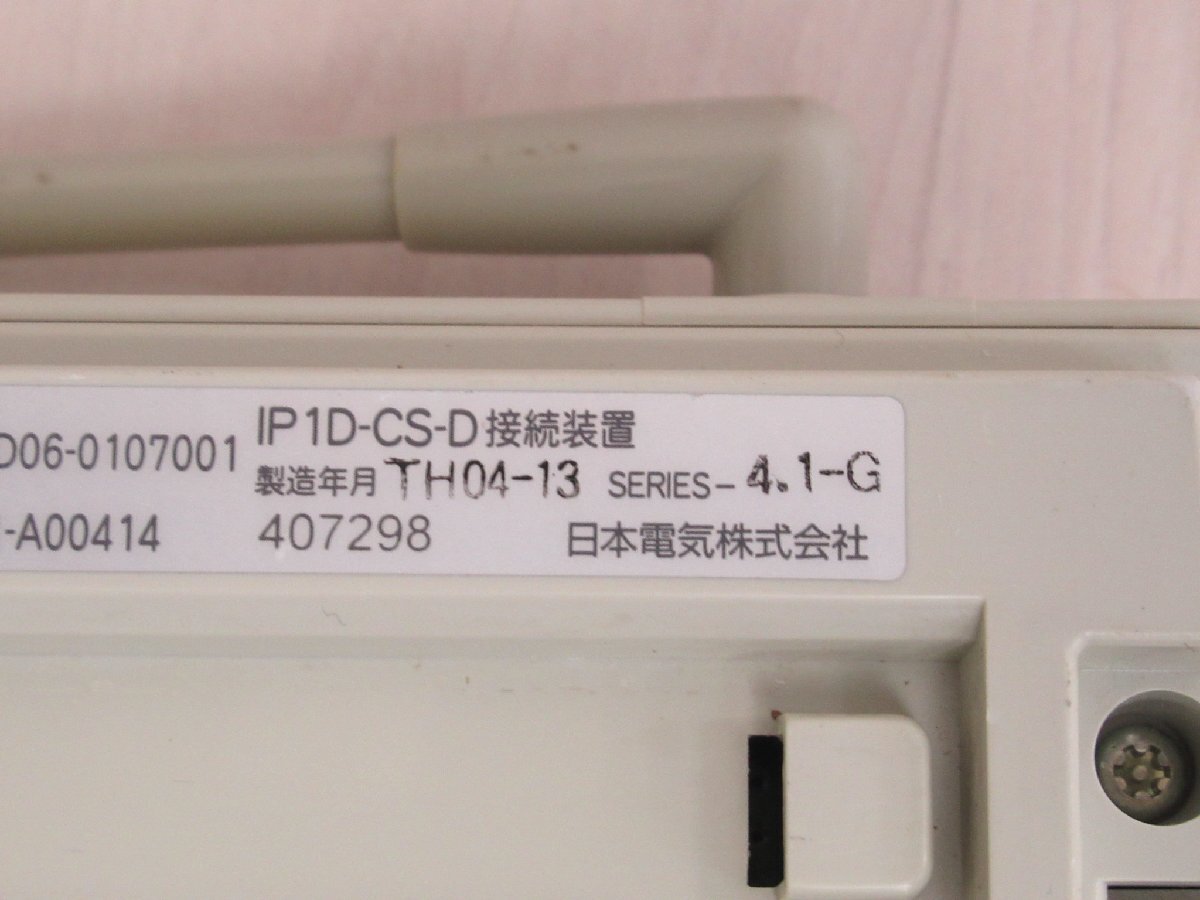 IP1D-CS-D 接続装置
D06-0107001
製造年月 TH04-13 SERIES- 4.1-G
-A00414 407298 日本電気株式会社